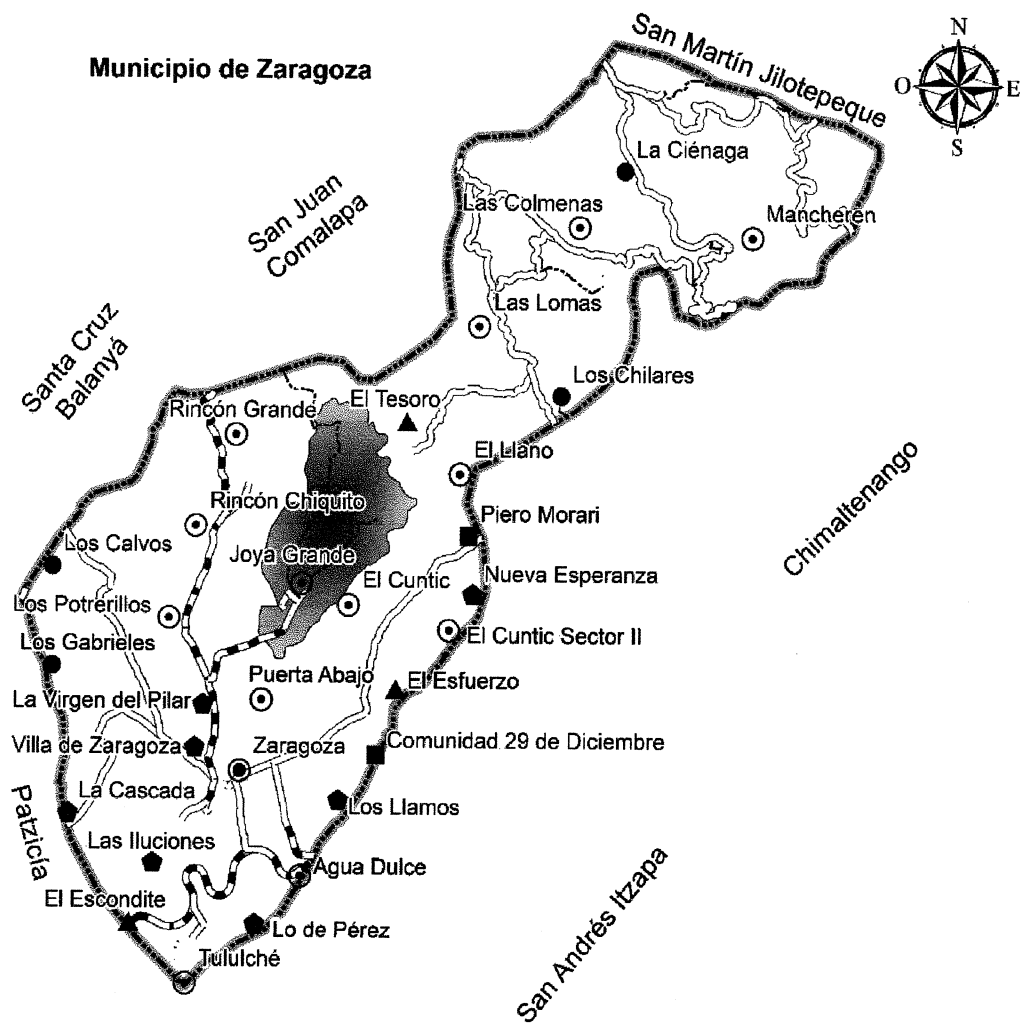 Municipio de Zaragoza
San Martín Jilotepeque
N
O
E
S
La Ciénaga
San Juan
Comalapa
Las Colmenas
Mancheren
Las Lomas
Santa Cruz
Balanyá
Los Chilares
Rincón Grande
El Tesoro
El Llano
Chimaltenango
Rincón Chiquito
Piero Morari
Los Calvos
Joya Grande
El Cuntic
Nueva Esperanza
Los Potrerillos
Los Gabrieles
El Cuntic Sector II
Puerta Abajo
El Esfuerzo
La Virgen del Pilar
Villa de Zaragoza
Zaragoza
Comunidad 29 de Diciembre
La Cascada
Los Llamos
Patzicía
Las Iluciones
Agua Dulce
El Escondite
San Andrés Itzapa
Lo de Pérez
Tululché